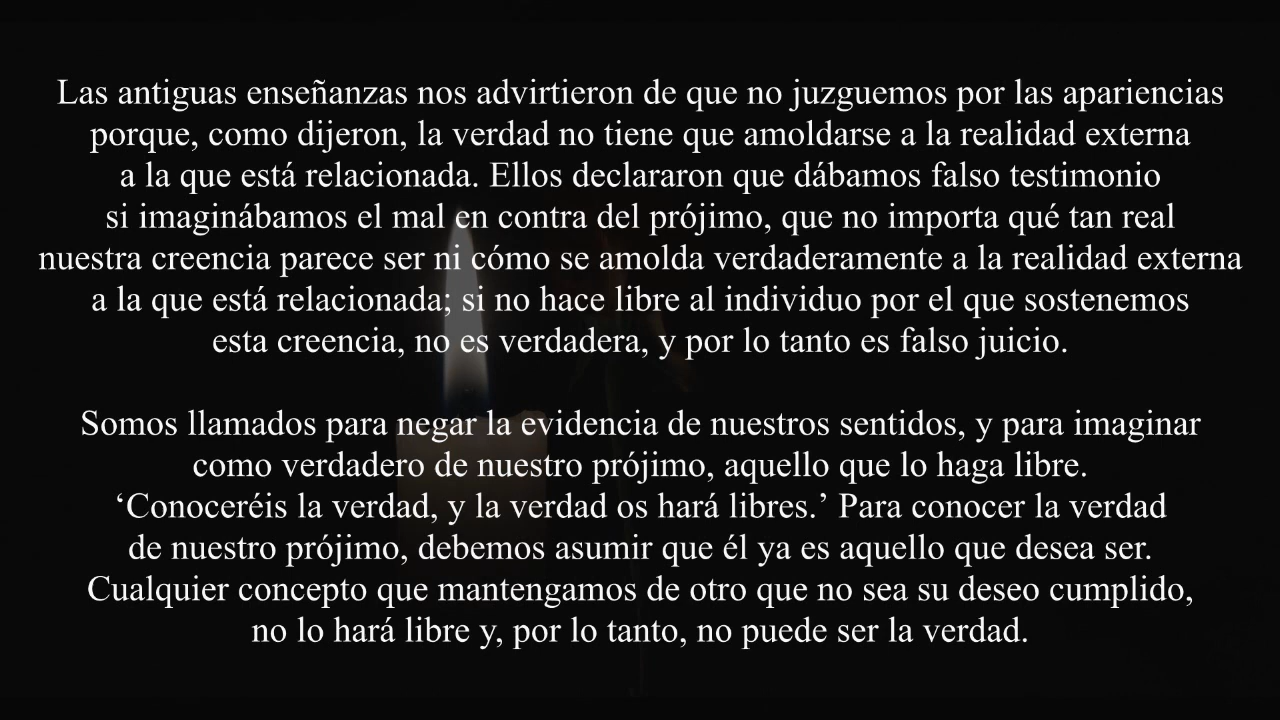 Las antiguas enseñanzas nos advirtieron de que no juzguemos por las apariencias
porque, como dijeron, la verdad no tiene que amoldarse a la realidad externa
a la que está relacionada. Ellos declararon que dábamos falso testimonio
si imaginábamos el mal en contra del prójimo, que no importa qué tan real
nuestra creencia parece ser ni cómo se amolda verdaderamente a la realidad externa
a la que está relacionada; si no hace libre al individuo por el que sostenemos
esta creencia, no es verdadera, y por lo tanto es falso juicio.
Somos llamados para negar la evidencia de nuestros sentidos, y para imaginar
como verdadero de nuestro prójimo, aquello que lo haga libre.
‘Conoceréis la verdad, y la verdad os hará libres.’ Para conocer la verdad
de nuestro prójimo, debemos asumir que él ya es aquello que desea ser.
Cualquier concepto que mantengamos de otro que no sea su deseo cumplido,
no lo hará libre y, por lo tanto, no puede ser la verdad.